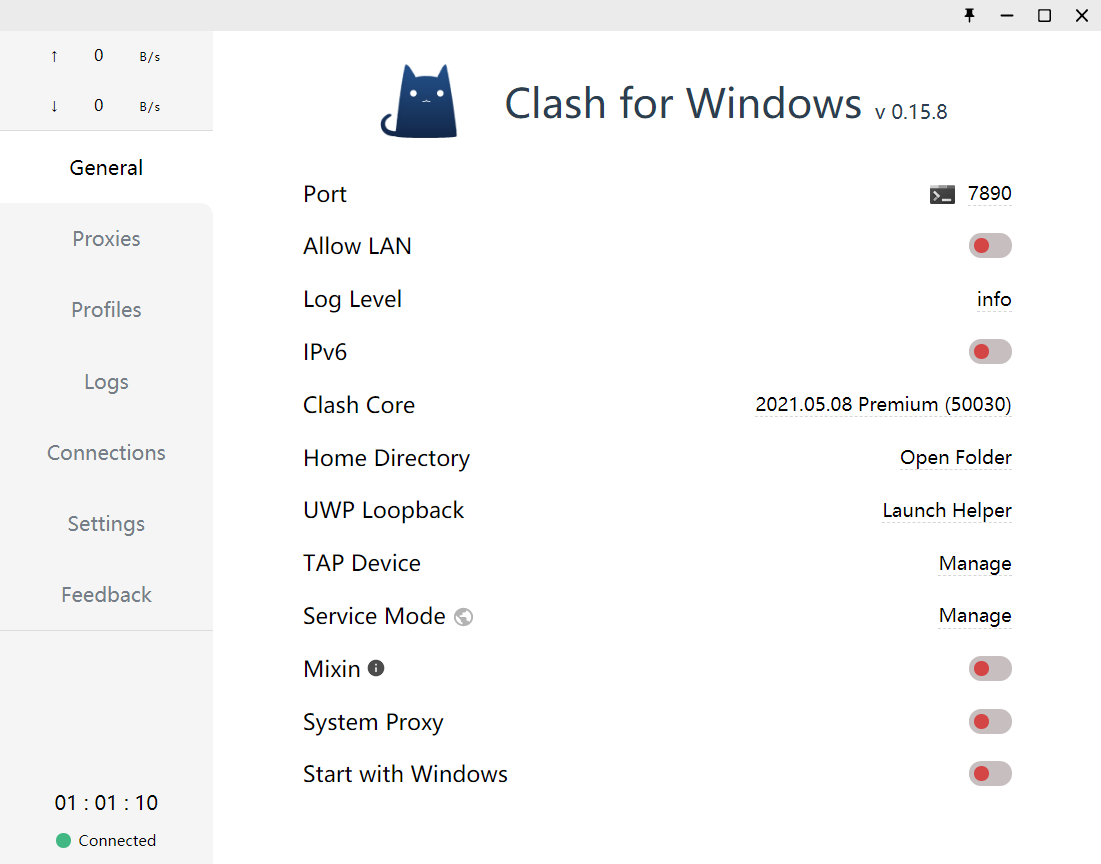 ↑ 0 B/s
↓ 0 B/s
General
Proxies
Profiles
Logs
Connections
Settings
Feedback
01 : 01 : 10
Connected
Clash for Windows v 0.15.8
Port 7890
Allow LAN
Log Level info
IPv6
Clash Core 2021.05.08 Premium (50030)
Home Directory Open Folder
UWP Loopback Launch Helper
TAP Device Manage
Service Mode Manage
Mixin
System Proxy
Start with Windows